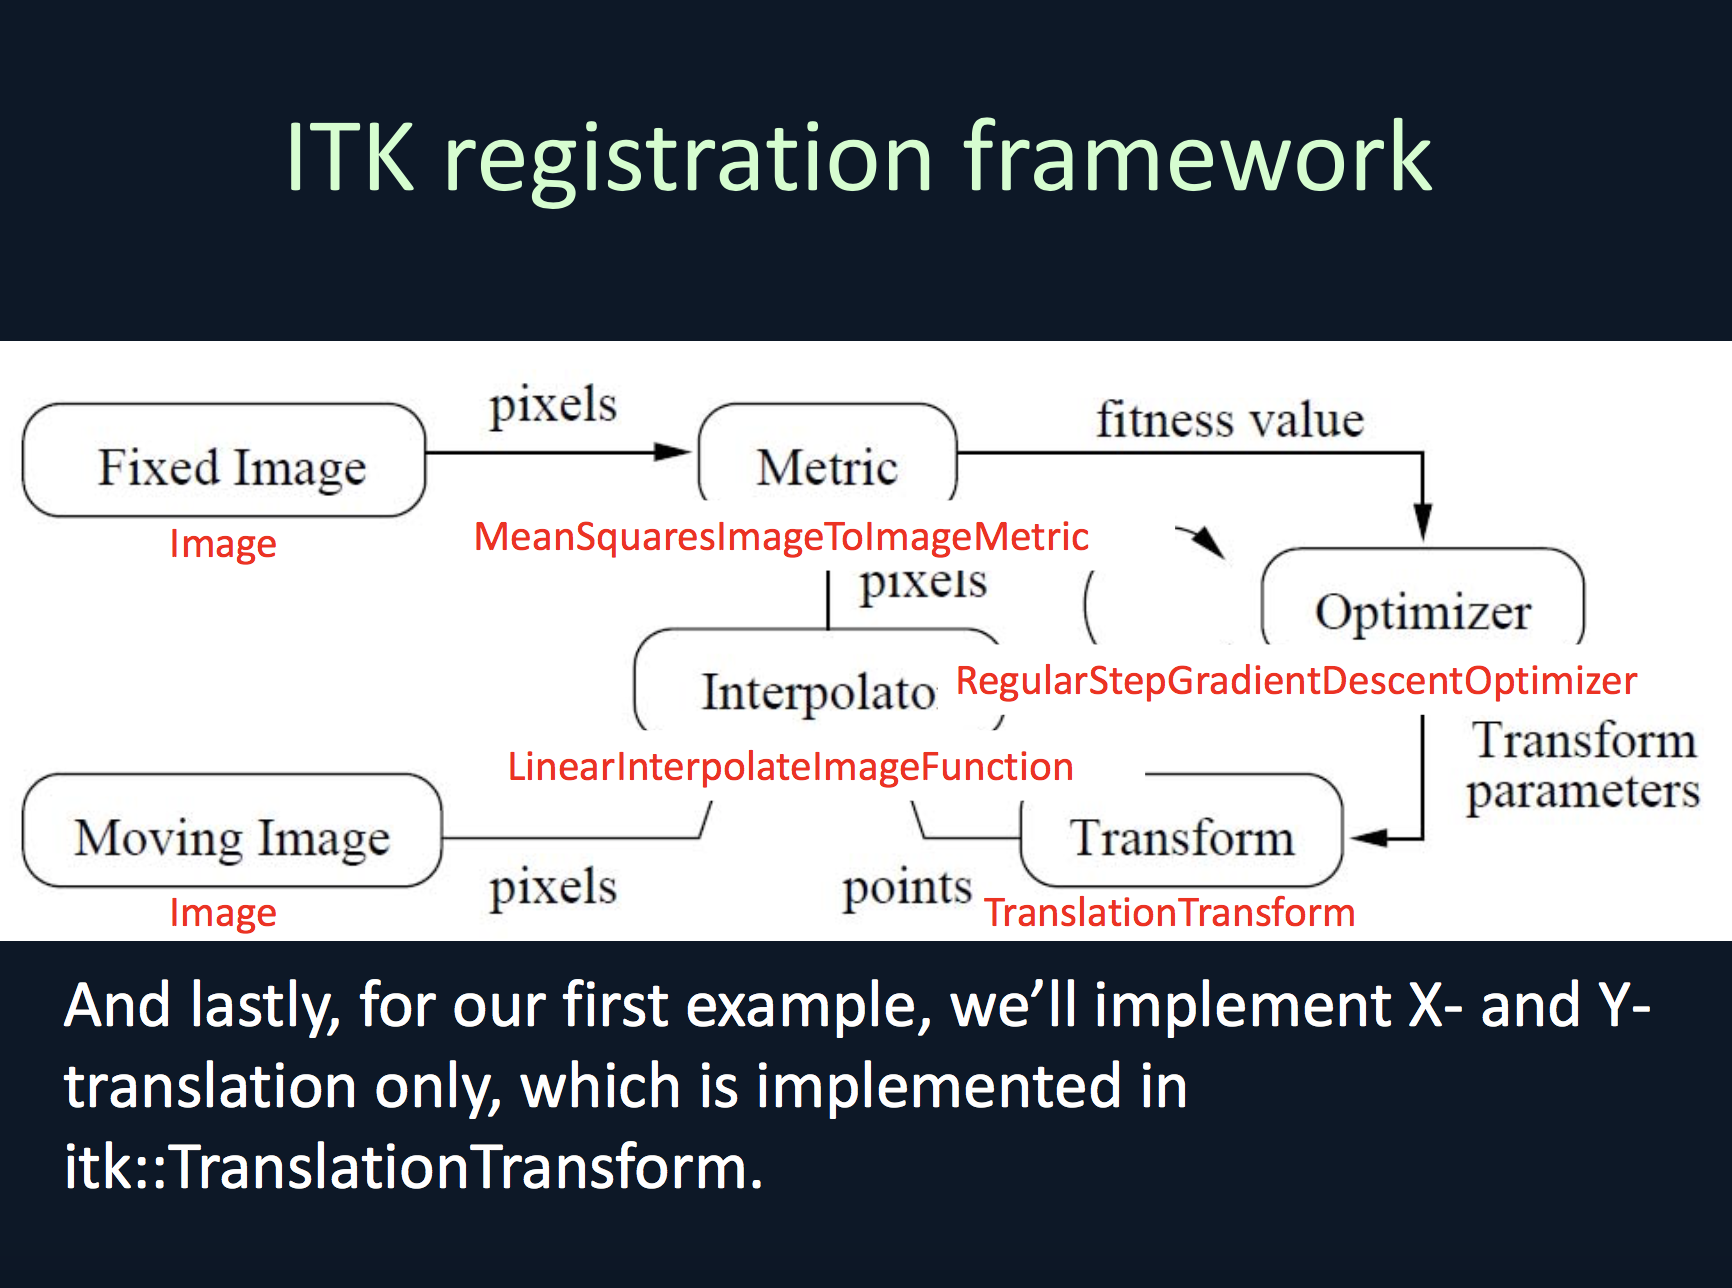 ITK registration framework
pixels
fitness value
Fixed Image
Metric
Image
MeanSquaresImageToImageMetric
pixels
Optimizer
Interpolato
RegularStepGradientDescentOptimizer
Transform
parameters
LinearInterpolateImageFunction
Moving Image
Transform
pixels
points
Image
TranslationTransform
And lastly, for our first example, we’ll implement X- and Y-
translation only, which is implemented in
itk::TranslationTransform.